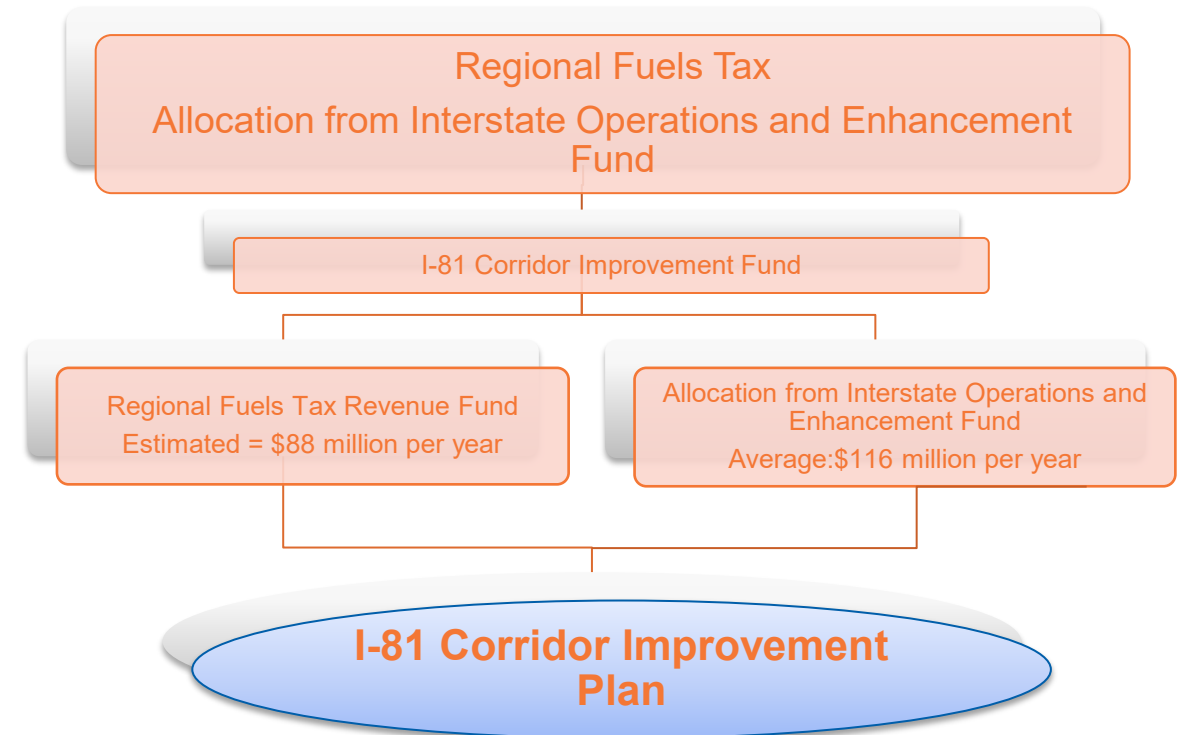 Regional Fuels Tax
Allocation from Interstate Operations and Enhancement
Fund
I-81 Corridor Improvement Fund
Regional Fuels Tax Revenue Fund
Estimated = $88 million per year
Allocation from Interstate Operations and
Enhancement Fund
Average:$116 million per year
I-81 Corridor Improvement
Plan